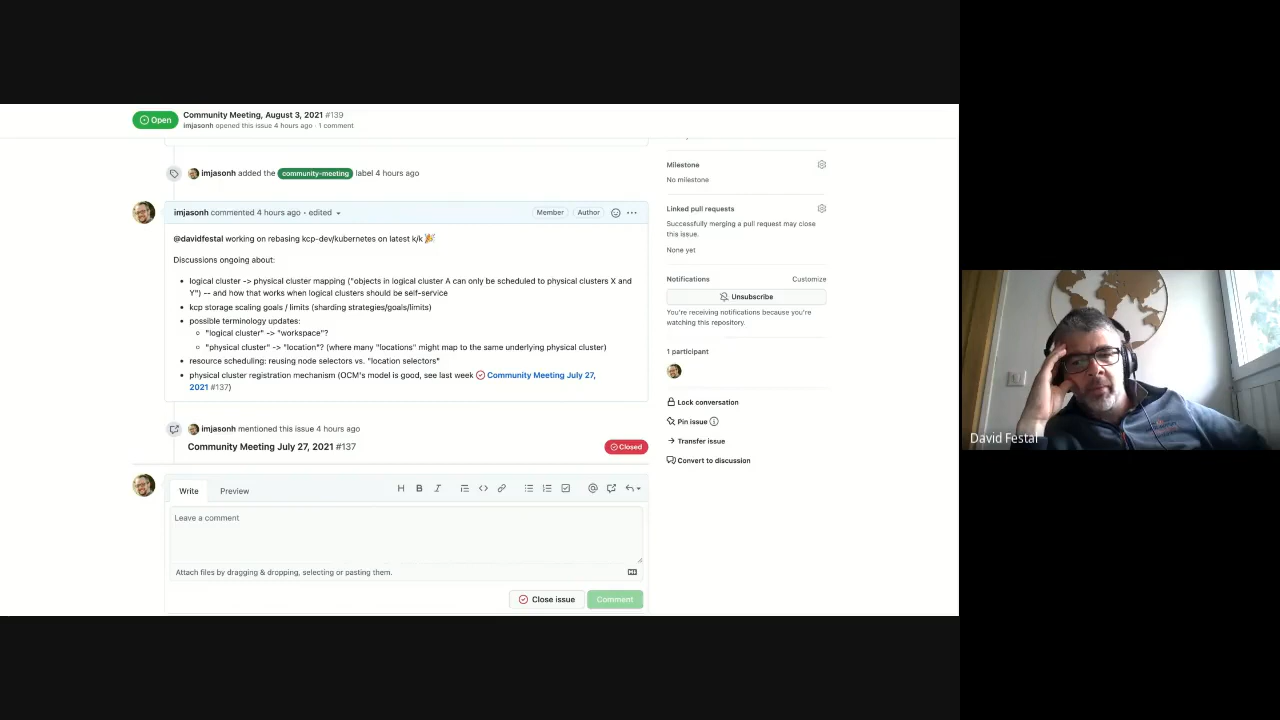 Open
Community Meeting, August 3, 2021 #139
imjasonh opened this issue 4 hours ago · 1 comment
imjasonh added the community-meeting label 4 hours ago
imjasonh commented 4 hours ago • edited
Member
Author
@davidfestal working on rebasing kcp-dev/kubernetes on latest k/k 🎉
Discussions ongoing about:
• logical cluster -> physical cluster mapping ("objects in logical cluster A can only be scheduled to physical clusters X and
Y") -- and how that works when logical clusters should be self-service
• kcp storage scaling goals / limits (sharding strategies/goals/limits)
• possible terminology updates:
◦ "logical cluster" -> "workspace"?
◦ "physical cluster" -> "location"? (where many "locations" might map to the same underlying physical cluster)
• resource scheduling: reusing node selectors vs. "location selectors"
• physical cluster registration mechanism (OCM's model is good, see last week Community Meeting July 27,
2021 #137)
imjasonh mentioned this issue 4 hours ago
Community Meeting July 27, 2021 #137
Closed
Write
Preview
Leave a comment
Attach files by dragging & dropping, selecting or pasting them.
Close issue
Comment
Milestone
No milestone
Linked pull requests
Successfully merging a pull request may close
this issue.
None yet
Notifications
Customize
Unsubscribe
You're receiving notifications because you're
watching this repository.
1 participant
Lock conversation
Pin issue
Transfer issue
Convert to discussion
David Festal